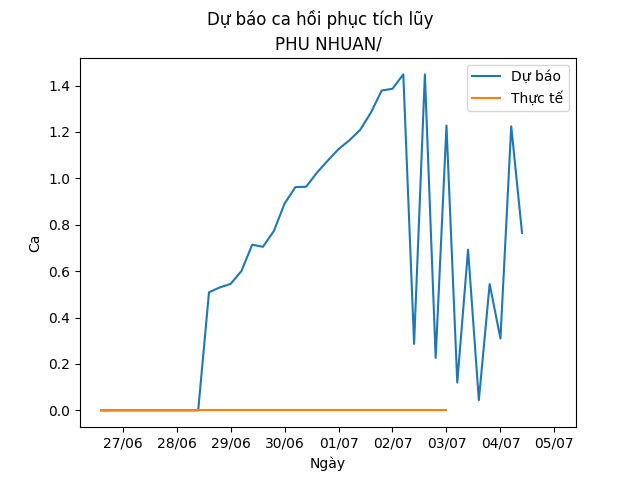 Dự báo ca hồi phục tích lũy
PHU NHUAN/
Dự báo
Thực tế
Ca
1.4
1.2
1.0
0.8
0.6
0.4
0.2
0.0
27/06 28/06 29/06 30/06 01/07 02/07 03/07 04/07 05/07
Ngày